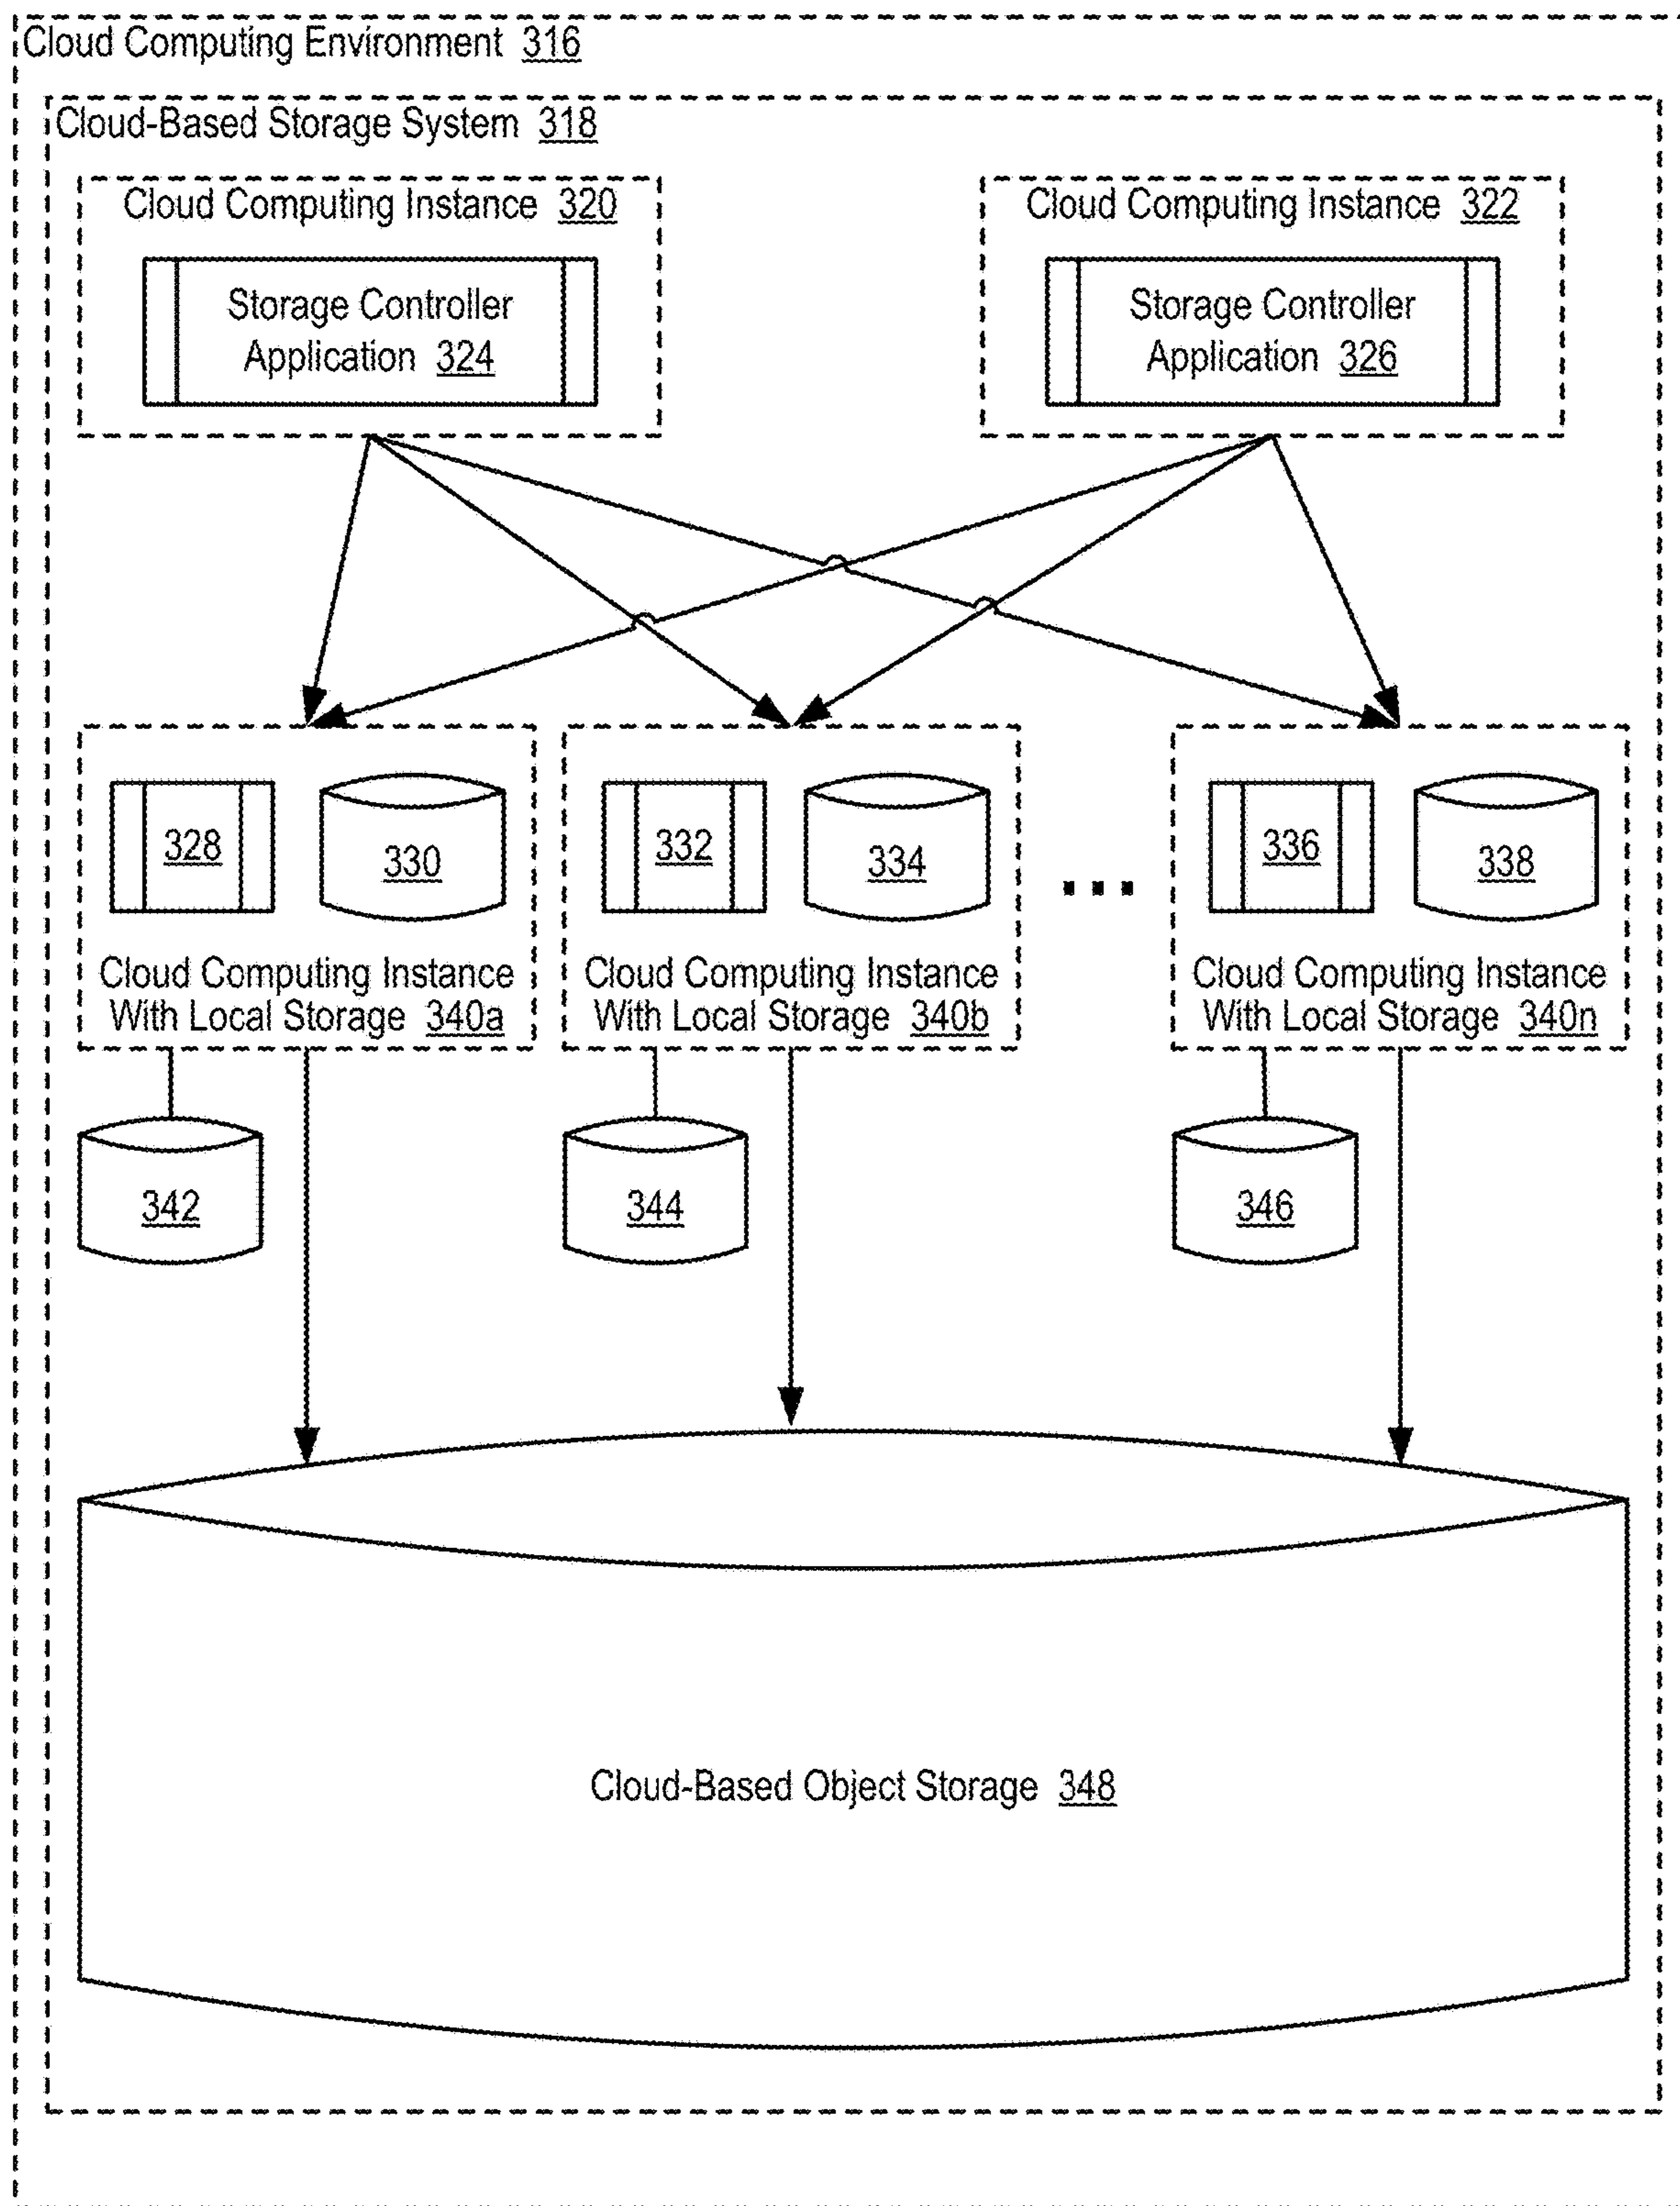 Cloud Computing Environment 316
Cloud-Based Storage System 318
Cloud Computing Instance 320
Storage Controller
Application 324
Cloud Computing Instance 322
Storage Controller
Application 326
328
330
Cloud Computing Instance
With Local Storage 340a
332
334
Cloud Computing Instance
With Local Storage 340b
...
336
338
Cloud Computing Instance
With Local Storage 340n
342
344
346
Cloud-Based Object Storage 348